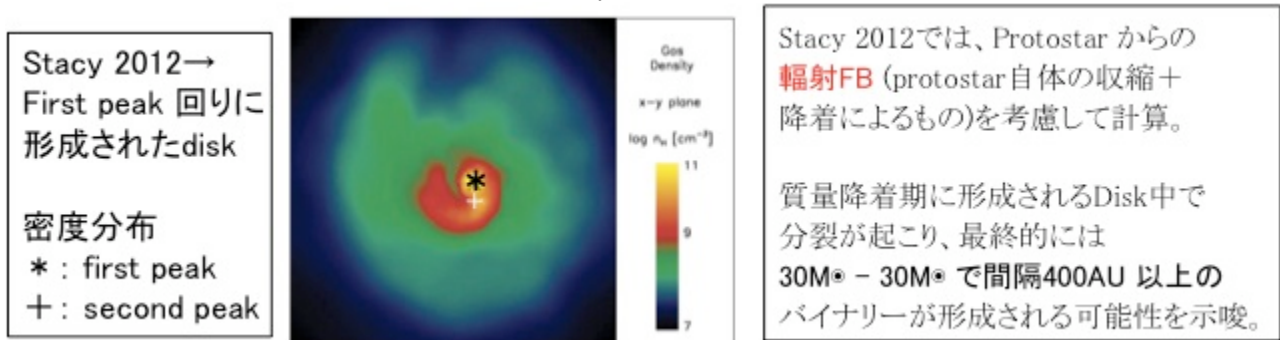 Stacy 2012→
First peak 回りに
形成されたdisk
密度分布
* : first peak
+ : second peak
Gas
Density
x-y plane
log nH [cm⁻³]
11
9
7
Stacy 2012では、Protostar からの
輻射FB (protostar自体の収縮＋
降着によるもの)を考慮して計算。
質量降着期に形成されるDisk中で
分裂が起こり、最終的には
30M⊙ - 30M⊙ で間隔400AU 以上の
バイナリーが形成される可能性を示唆。